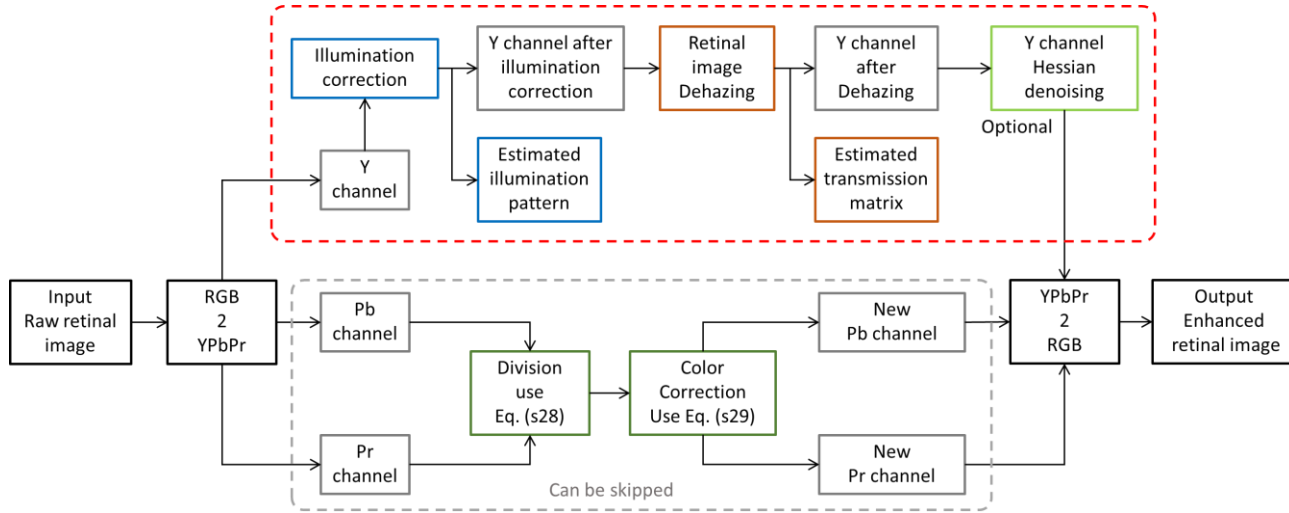 Illumination
correction
Y channel after
illumination
correction
Retinal
image
Dehazing
Y channel
after
Dehazing
Y channel
Hessian
denoising
Optional
Y
channel
Estimated
illumination
pattern
Estimated
transmission
matrix
Input
Raw retinal
image
RGB
2
YPbPr
Pb
channel
Pr
channel
Division
use
Eq. (s28)
Color
Correction
Use Eq. (s29)
New
Pb channel
New
Pr channel
Can be skipped
YPbPr
2
RGB
Output
Enhanced
retinal image